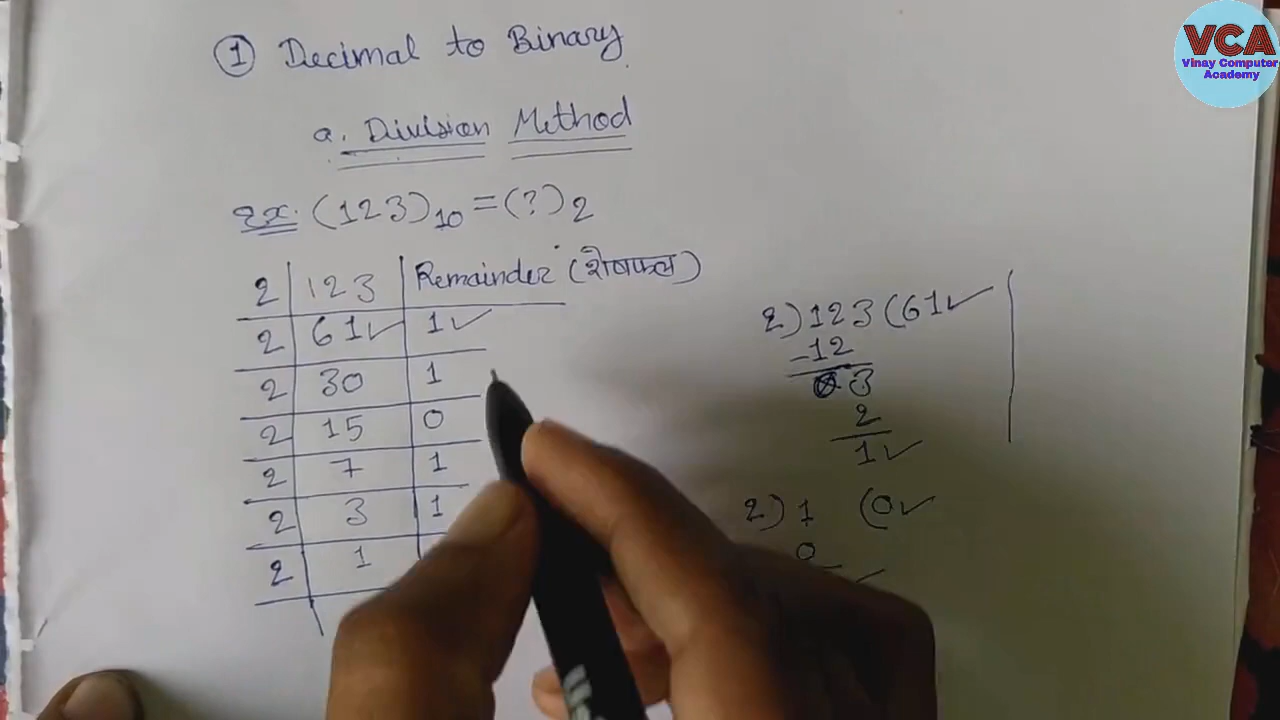 VCA
Vinay Computer
Academy
① Decimal to Binary
a. Division Method
Ex: (123)10 = (?)2
2 | 123 | Remainder (शेषफल)
2 | 61 ✓ | 1 ✓
2 | 30 | 1
2 | 15 | 0
2 | 7 | 1
2 | 3 | 1
2 | 1
2) 123 (61 ✓
-12
03
2
1 ✓
2) 1 (0 ✓
0